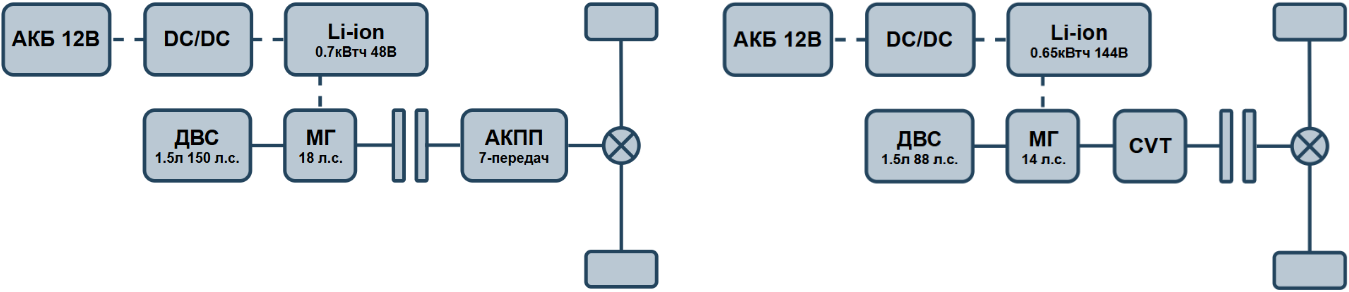 АКБ 12В
DC/DC
Li-ion
0.7кВтч 48В
ДВС
1.5л 150 л.с.
МГ
18 л.с.
АКПП
7-передач
АКБ 12В
DC/DC
Li-ion
0.65кВтч 144В
ДВС
1.5л 88 л.с.
МГ
14 л.с.
CVT